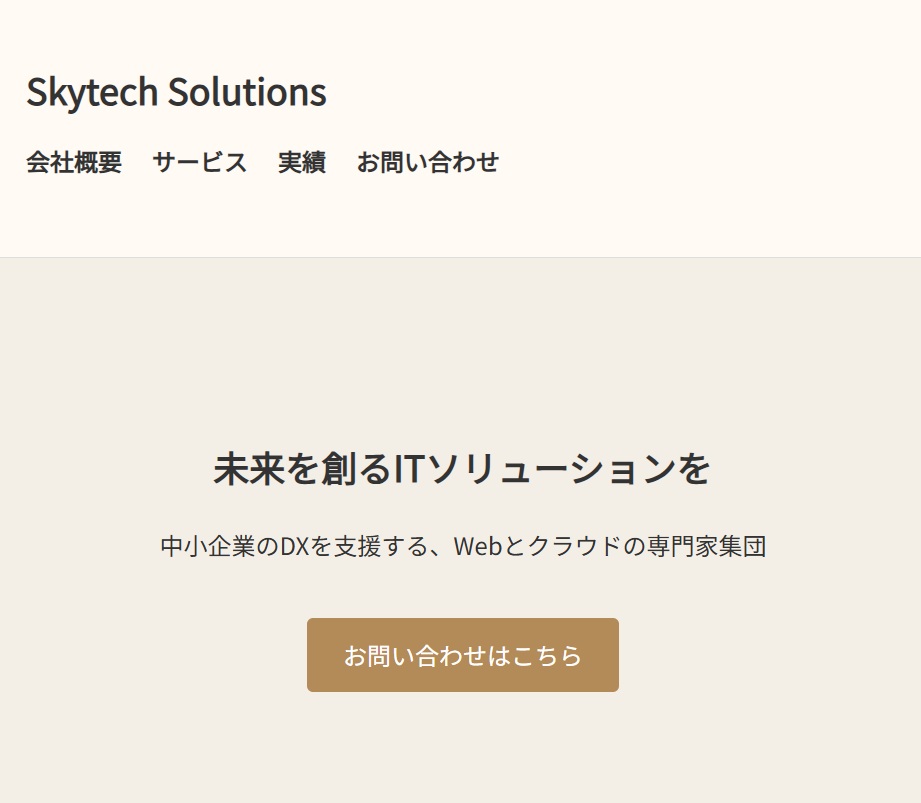 Skytech Solutions
会社概要 サービス 実績 お問い合わせ
未来を創るITソリューションを
中小企業のDXを支援する、Webとクラウドの専門家集団
お問い合わせはこちら